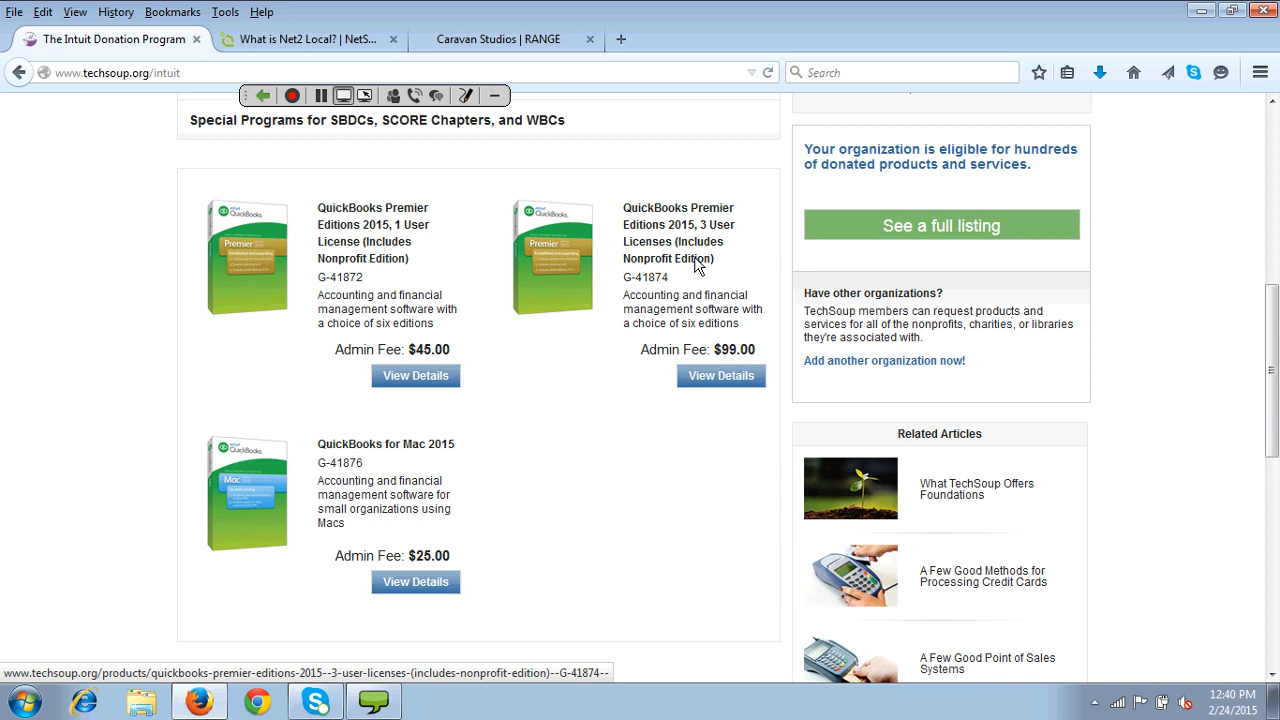 File Edit View History Bookmarks Tools Help
The Intuit Donation Program
What is Net2 Local? | NetS...
Caravan Studios | RANGE
www.techsoup.org/intuit
Search
Special Programs for SBDCs, SCORE Chapters, and WBCs
QuickBooks
Premier
QuickBooks Premier
Editions 2015, 1 User
License (Includes
Nonprofit Edition)
G-41872
Accounting and financial
management software with
a choice of six editions
Admin Fee: $45.00
View Details
QuickBooks
Premier
QuickBooks Premier
Editions 2015, 3 User
Licenses (Includes
Nonprofit Edition)
G-41874
Accounting and financial
management software with
a choice of six editions
Admin Fee: $99.00
View Details
QuickBooks
Mac
QuickBooks for Mac 2015
G-41876
Accounting and financial
management software for
small organizations using
Macs
Admin Fee: $25.00
View Details
Your organization is eligible for hundreds
of donated products and services.
See a full listing
Have other organizations?
TechSoup members can request products and
services for all of the nonprofits, charities, or libraries
they're associated with.
Add another organization now!
Related Articles
What TechSoup Offers
Foundations
A Few Good Methods for
Processing Credit Cards
A Few Good Point of Sales
Systems
www.techsoup.org/products/quickbooks-premier-editions-2015--3-user-licenses-(includes-nonprofit-edition)--G-41874--
12:40 PM
2/24/2015